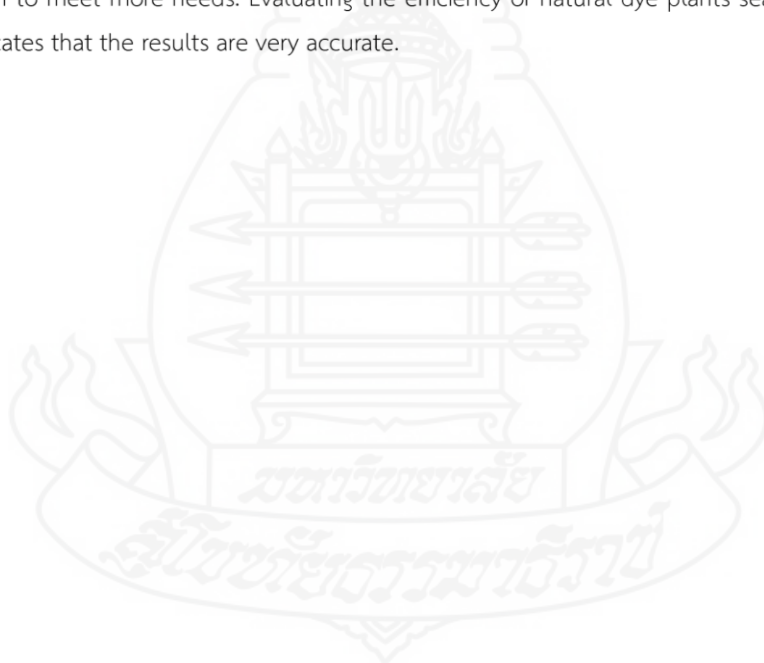 n to meet more needs. Evaluating the efficiency of natural dye plants sea
cates that the results are very accurate.
มหาวิทยาลัย
สุโขทัยธรรมาธิราช